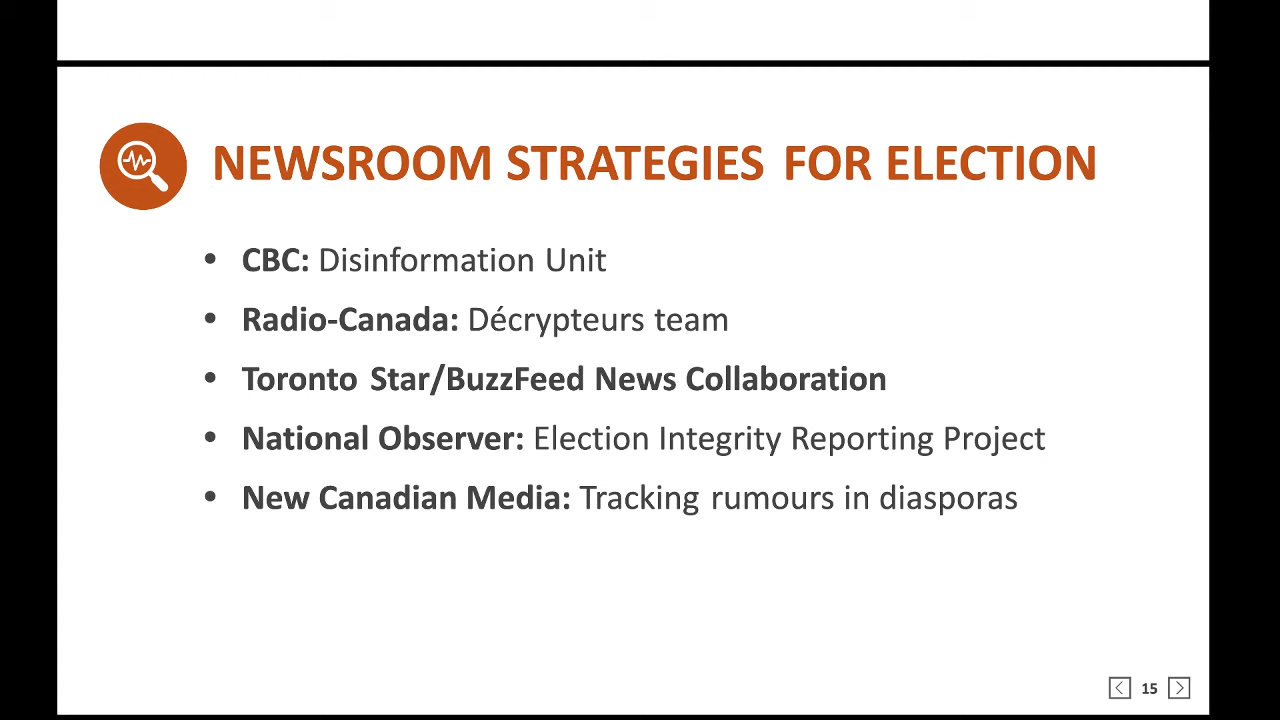 NEWSROOM STRATEGIES FOR ELECTION
• CBC: Disinformation Unit
• Radio-Canada: Décrypteurs team
• Toronto Star/BuzzFeed News Collaboration
• National Observer: Election Integrity Reporting Project
• New Canadian Media: Tracking rumours in diasporas
15